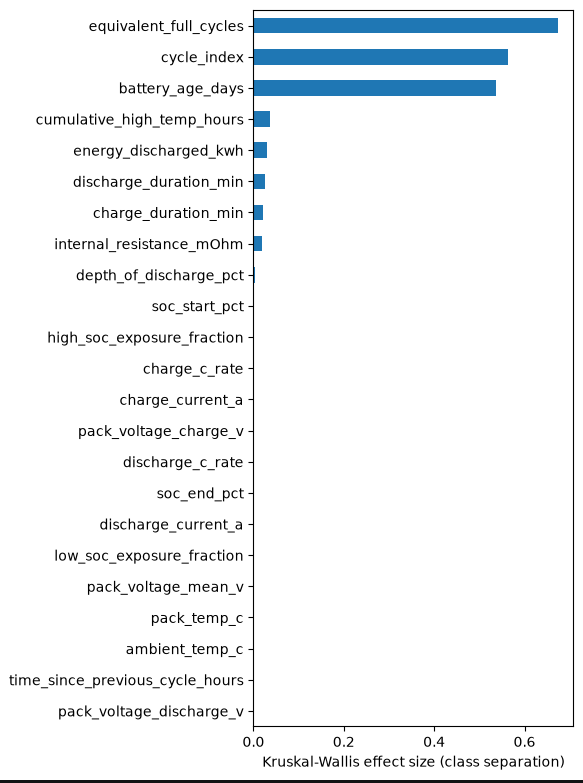 equivalent_full_cycles
cycle_index
battery_age_days
cumulative_high_temp_hours
energy_discharged_kwh
discharge_duration_min
charge_duration_min
internal_resistance_mOhm
depth_of_discharge_pct
soc_start_pct
high_soc_exposure_fraction
charge_c_rate
charge_current_a
pack_voltage_charge_v
discharge_c_rate
soc_end_pct
discharge_current_a
low_soc_exposure_fraction
pack_voltage_mean_v
pack_temp_c
ambient_temp_c
time_since_previous_cycle_hours
pack_voltage_discharge_v
0.0 0.2 0.4 0.6
Kruskal-Wallis effect size (class separation)